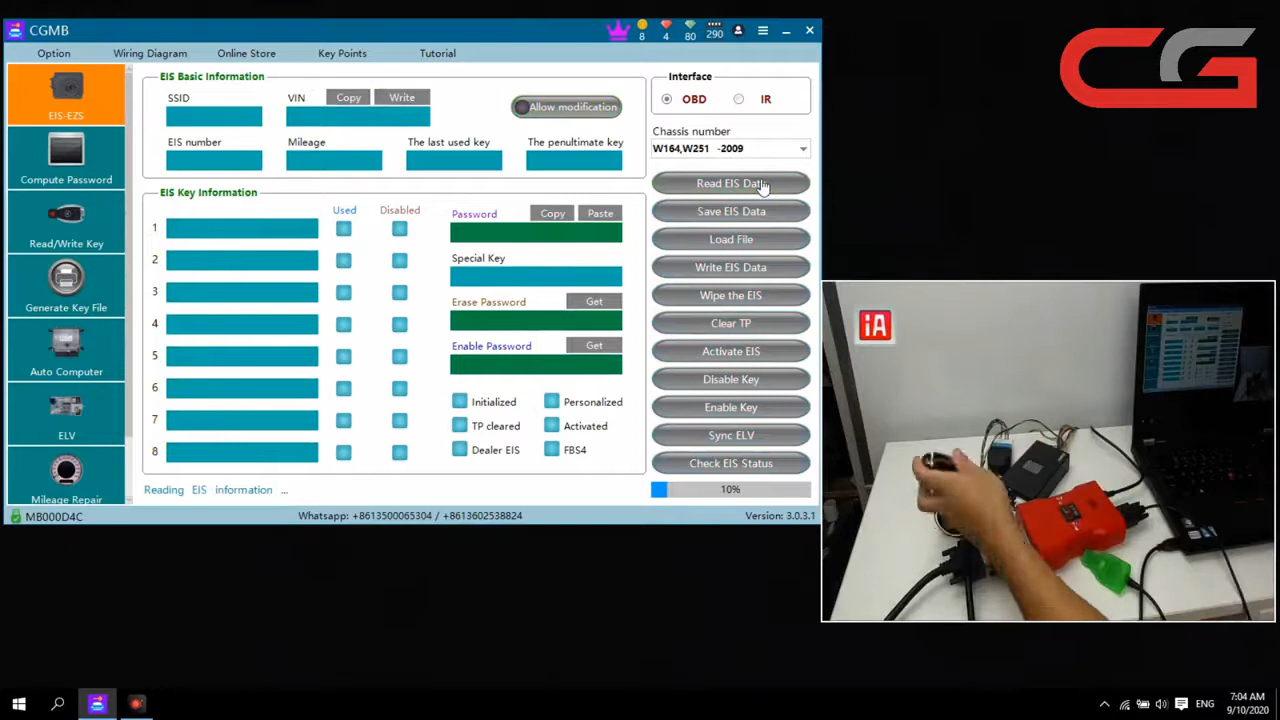 CGMB
8 4 80 290
Option Wiring Diagram Online Store Key Points Tutorial
EIS-EZS
Compute Password
Read/Write Key
Generate Key File
Auto Computer
ELV
Mileage Repair
EIS Basic Information
SSID VIN Copy Write
Allow modification
EIS number Mileage The last used key The penultimate key
EIS Key Information
Used Disabled
1
2
3
4
5
6
7
8
Password Copy Paste
Special Key
Erase Password Get
Enable Password Get
Initialized Personalized
TP cleared Activated
Dealer EIS FBS4
Interface
OBD IR
Chassis number
W164,W251 -2009
Read EIS Data
Save EIS Data
Load File
Write EIS Data
Wipe the EIS
Clear TP
Activate EIS
Disable Key
Enable Key
Sync ELV
Check EIS Status
Reading EIS information ...
10%
MB000D4C Whatsapp: +8613500065304 / +8613602538824 Version: 3.0.3.1
CG
iA
ENG
7:04 AM
9/10/2020